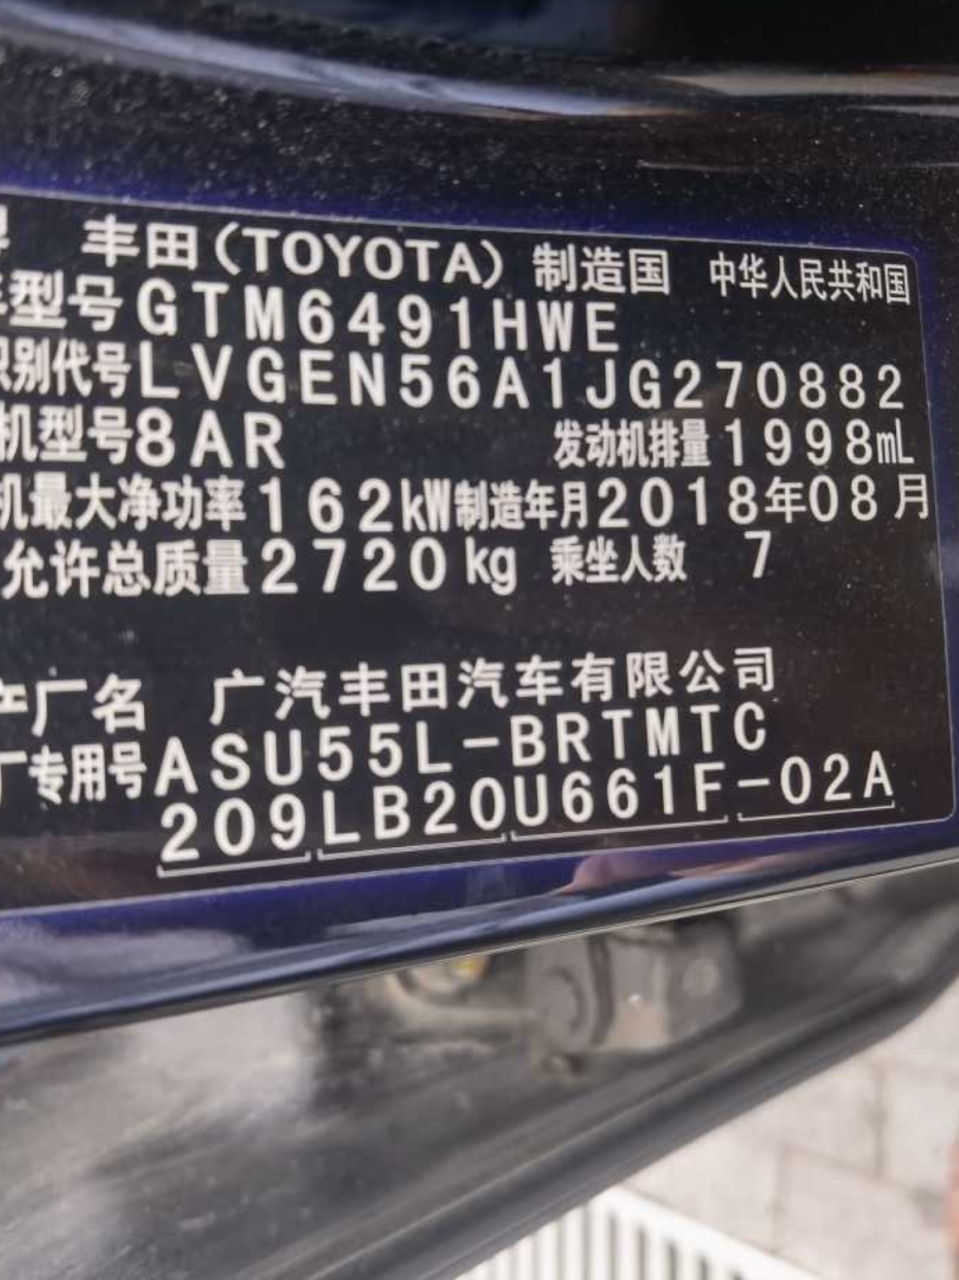 丰田(TOYOTA) 制造国 中华人民共和国
型号GTM6491HWE
识别代号LVGEN56A1JG270882
机型号8AR 发动机排量1998mL
机最大净功率162kW制造年月2018年08月
允许总质量2720kg 乘坐人数 7
产厂名 广汽丰田汽车有限公司
厂专用号ASU55L-BRTMTC
209LB20U661F-02A